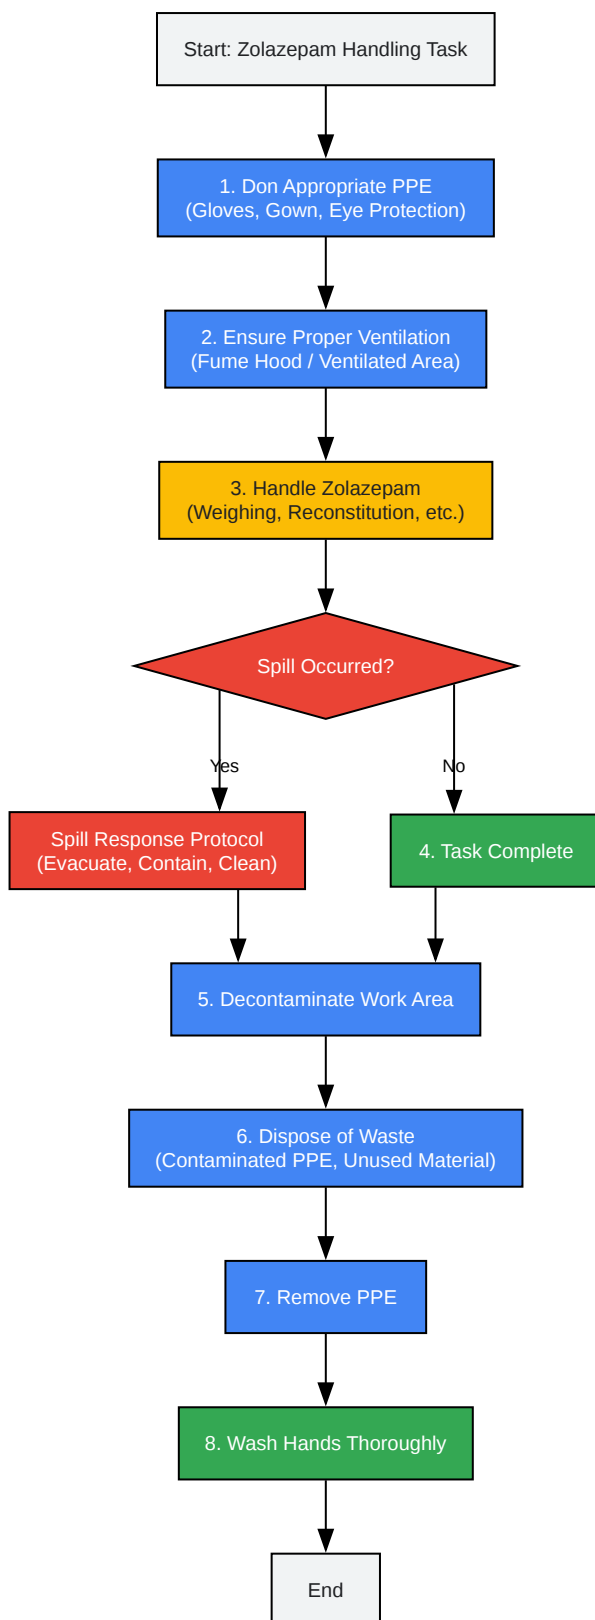 Start: Zolazepam Handling Task
1. Don Appropriate PPE
(Gloves, Gown, Eye Protection)
2. Ensure Proper Ventilation
(Fume Hood / Ventilated Area)
3. Handle Zolazepam
(Weighing, Reconstitution, etc.)
Spill Occurred?
Yes
No
Spill Response Protocol
(Evacuate, Contain, Clean)
4. Task Complete
5. Decontaminate Work Area
6. Dispose of Waste
(Contaminated PPE, Unused Material)
7. Remove PPE
8. Wash Hands Thoroughly
End